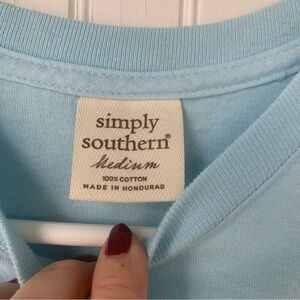 simply
southern®
Medium
100% COTTON
MADE IN HONDURAS